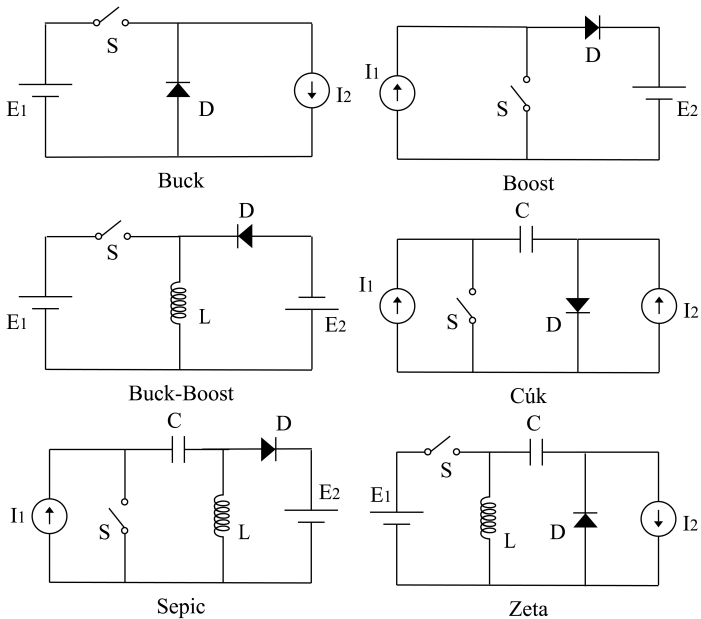 S
E1
D
I2
Buck
D
I1
S
E2
Boost
D
S
E1
L
E2
Buck-Boost
C
I1
S
D
I2
Cúk
C
D
I1
S
L
E2
Sepic
C
S
E1
L
D
I2
Zeta